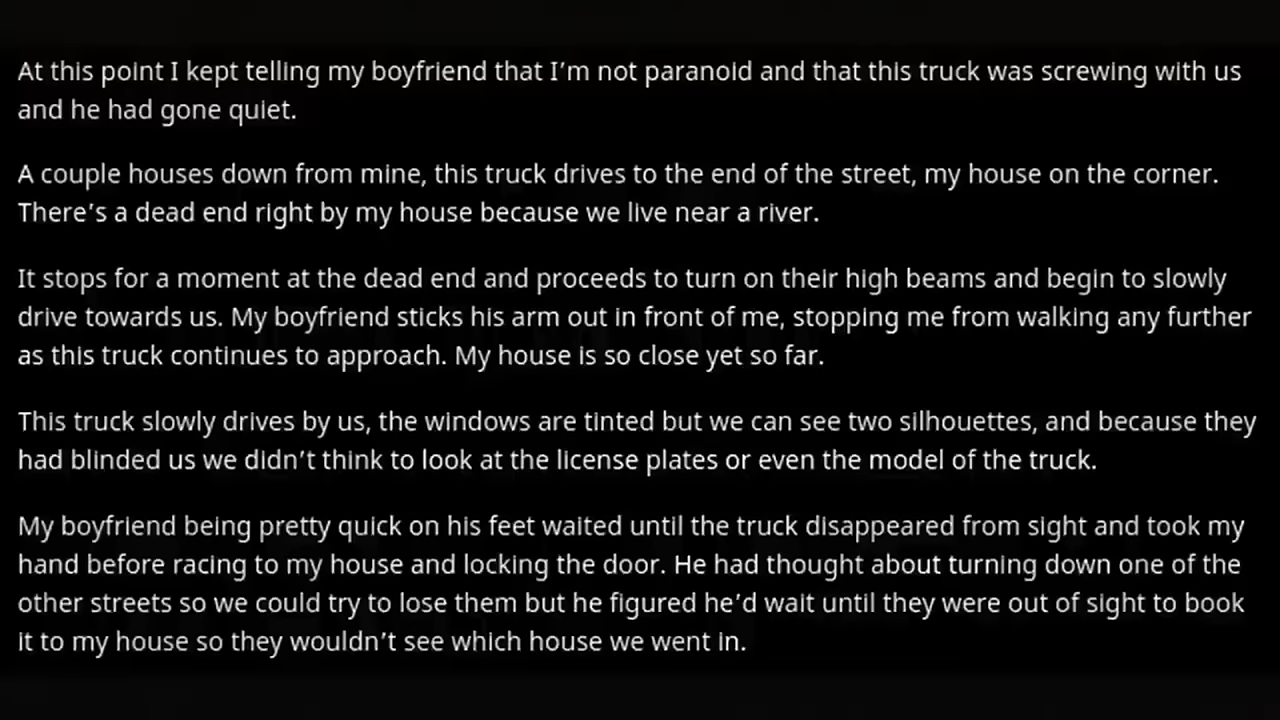 At this point I kept telling my boyfriend that I’m not paranoid and that this truck was screwing with us
and he had gone quiet.
A couple houses down from mine, this truck drives to the end of the street, my house on the corner.
There’s a dead end right by my house because we live near a river.
It stops for a moment at the dead end and proceeds to turn on their high beams and begin to slowly
drive towards us. My boyfriend sticks his arm out in front of me, stopping me from walking any further
as this truck continues to approach. My house is so close yet so far.
This truck slowly drives by us, the windows are tinted but we can see two silhouettes, and because they
had blinded us we didn’t think to look at the license plates or even the model of the truck.
My boyfriend being pretty quick on his feet waited until the truck disappeared from sight and took my
hand before racing to my house and locking the door. He had thought about turning down one of the
other streets so we could try to lose them but he figured he’d wait until they were out of sight to book
it to my house so they wouldn’t see which house we went in.